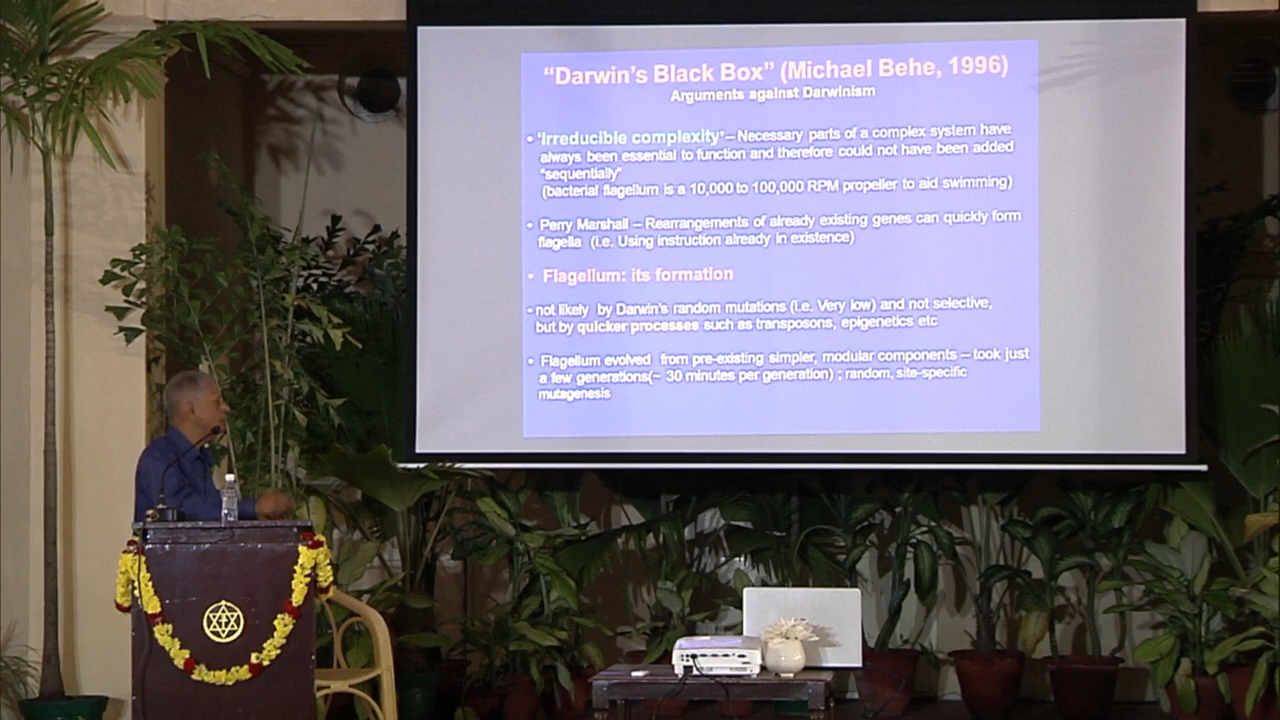 “Darwin’s Black Box” (Michael Behe, 1996)
Arguments against Darwinism
• ‘Irreducible complexity’ – Necessary parts of a complex system have
always been essential to function and therefore could not have been added
“sequentially”
(bacterial flagellum is a 10,000 to 100,000 RPM propeller to aid swimming)
• Perry Marshall – Rearrangements of already existing genes can quickly form
flagella (i.e. Using instruction already in existence)
• Flagellum: its formation
• not likely by Darwin’s random mutations (i.e. Very low) and not selective,
but by quicker processes such as transposons, epigenetics etc
• Flagellum evolved from pre-existing simpler, modular components – took just
a few generations(~ 30 minutes per generation) ; random, site-specific
mutagenesis